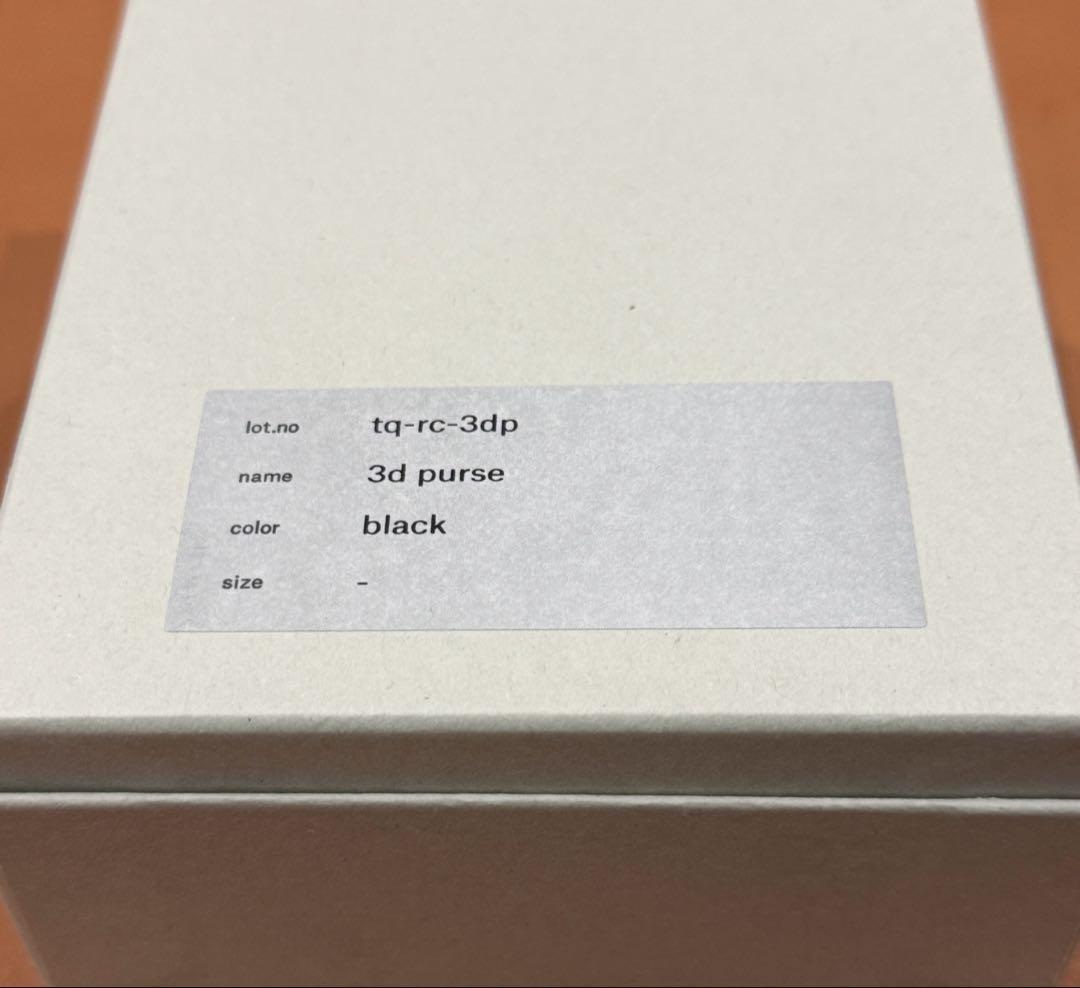 lot.no tq-rc-3dp
name 3d purse
color black
size -